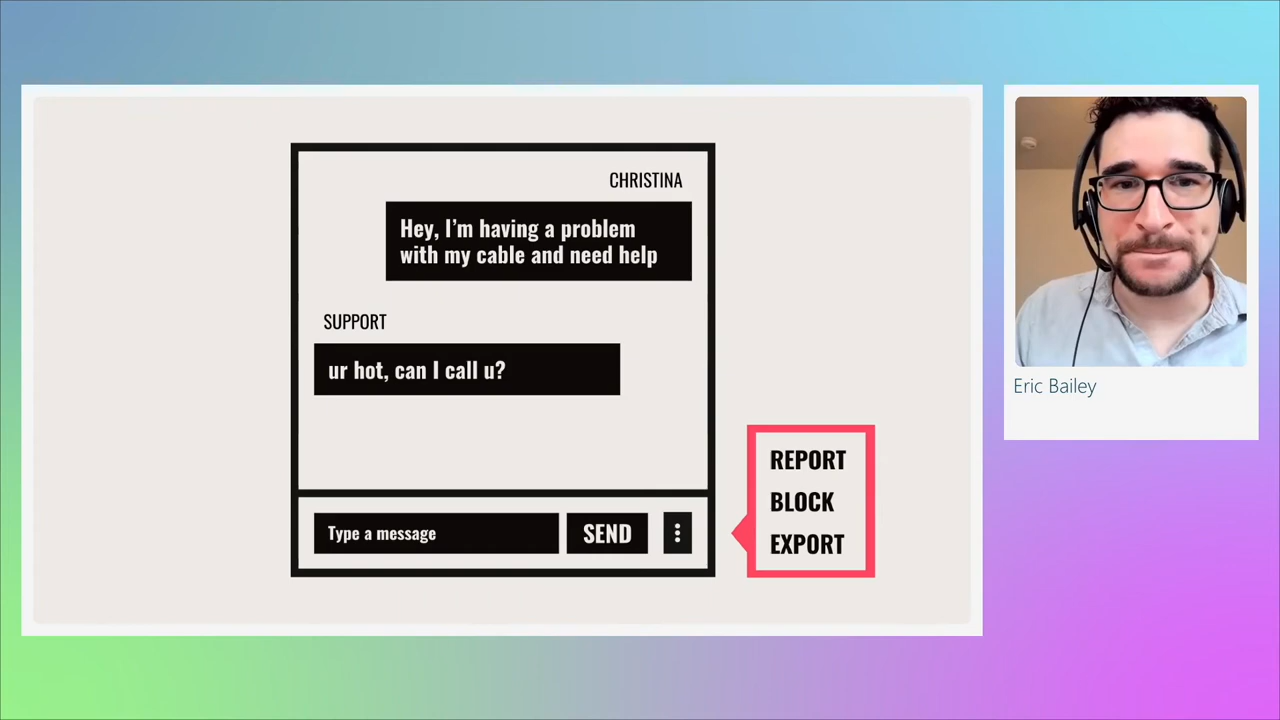 CHRISTINA
Hey, I’m having a problem
with my cable and need help
SUPPORT
ur hot, can I call u?
Type a message
SEND
REPORT
BLOCK
EXPORT
Eric Bailey